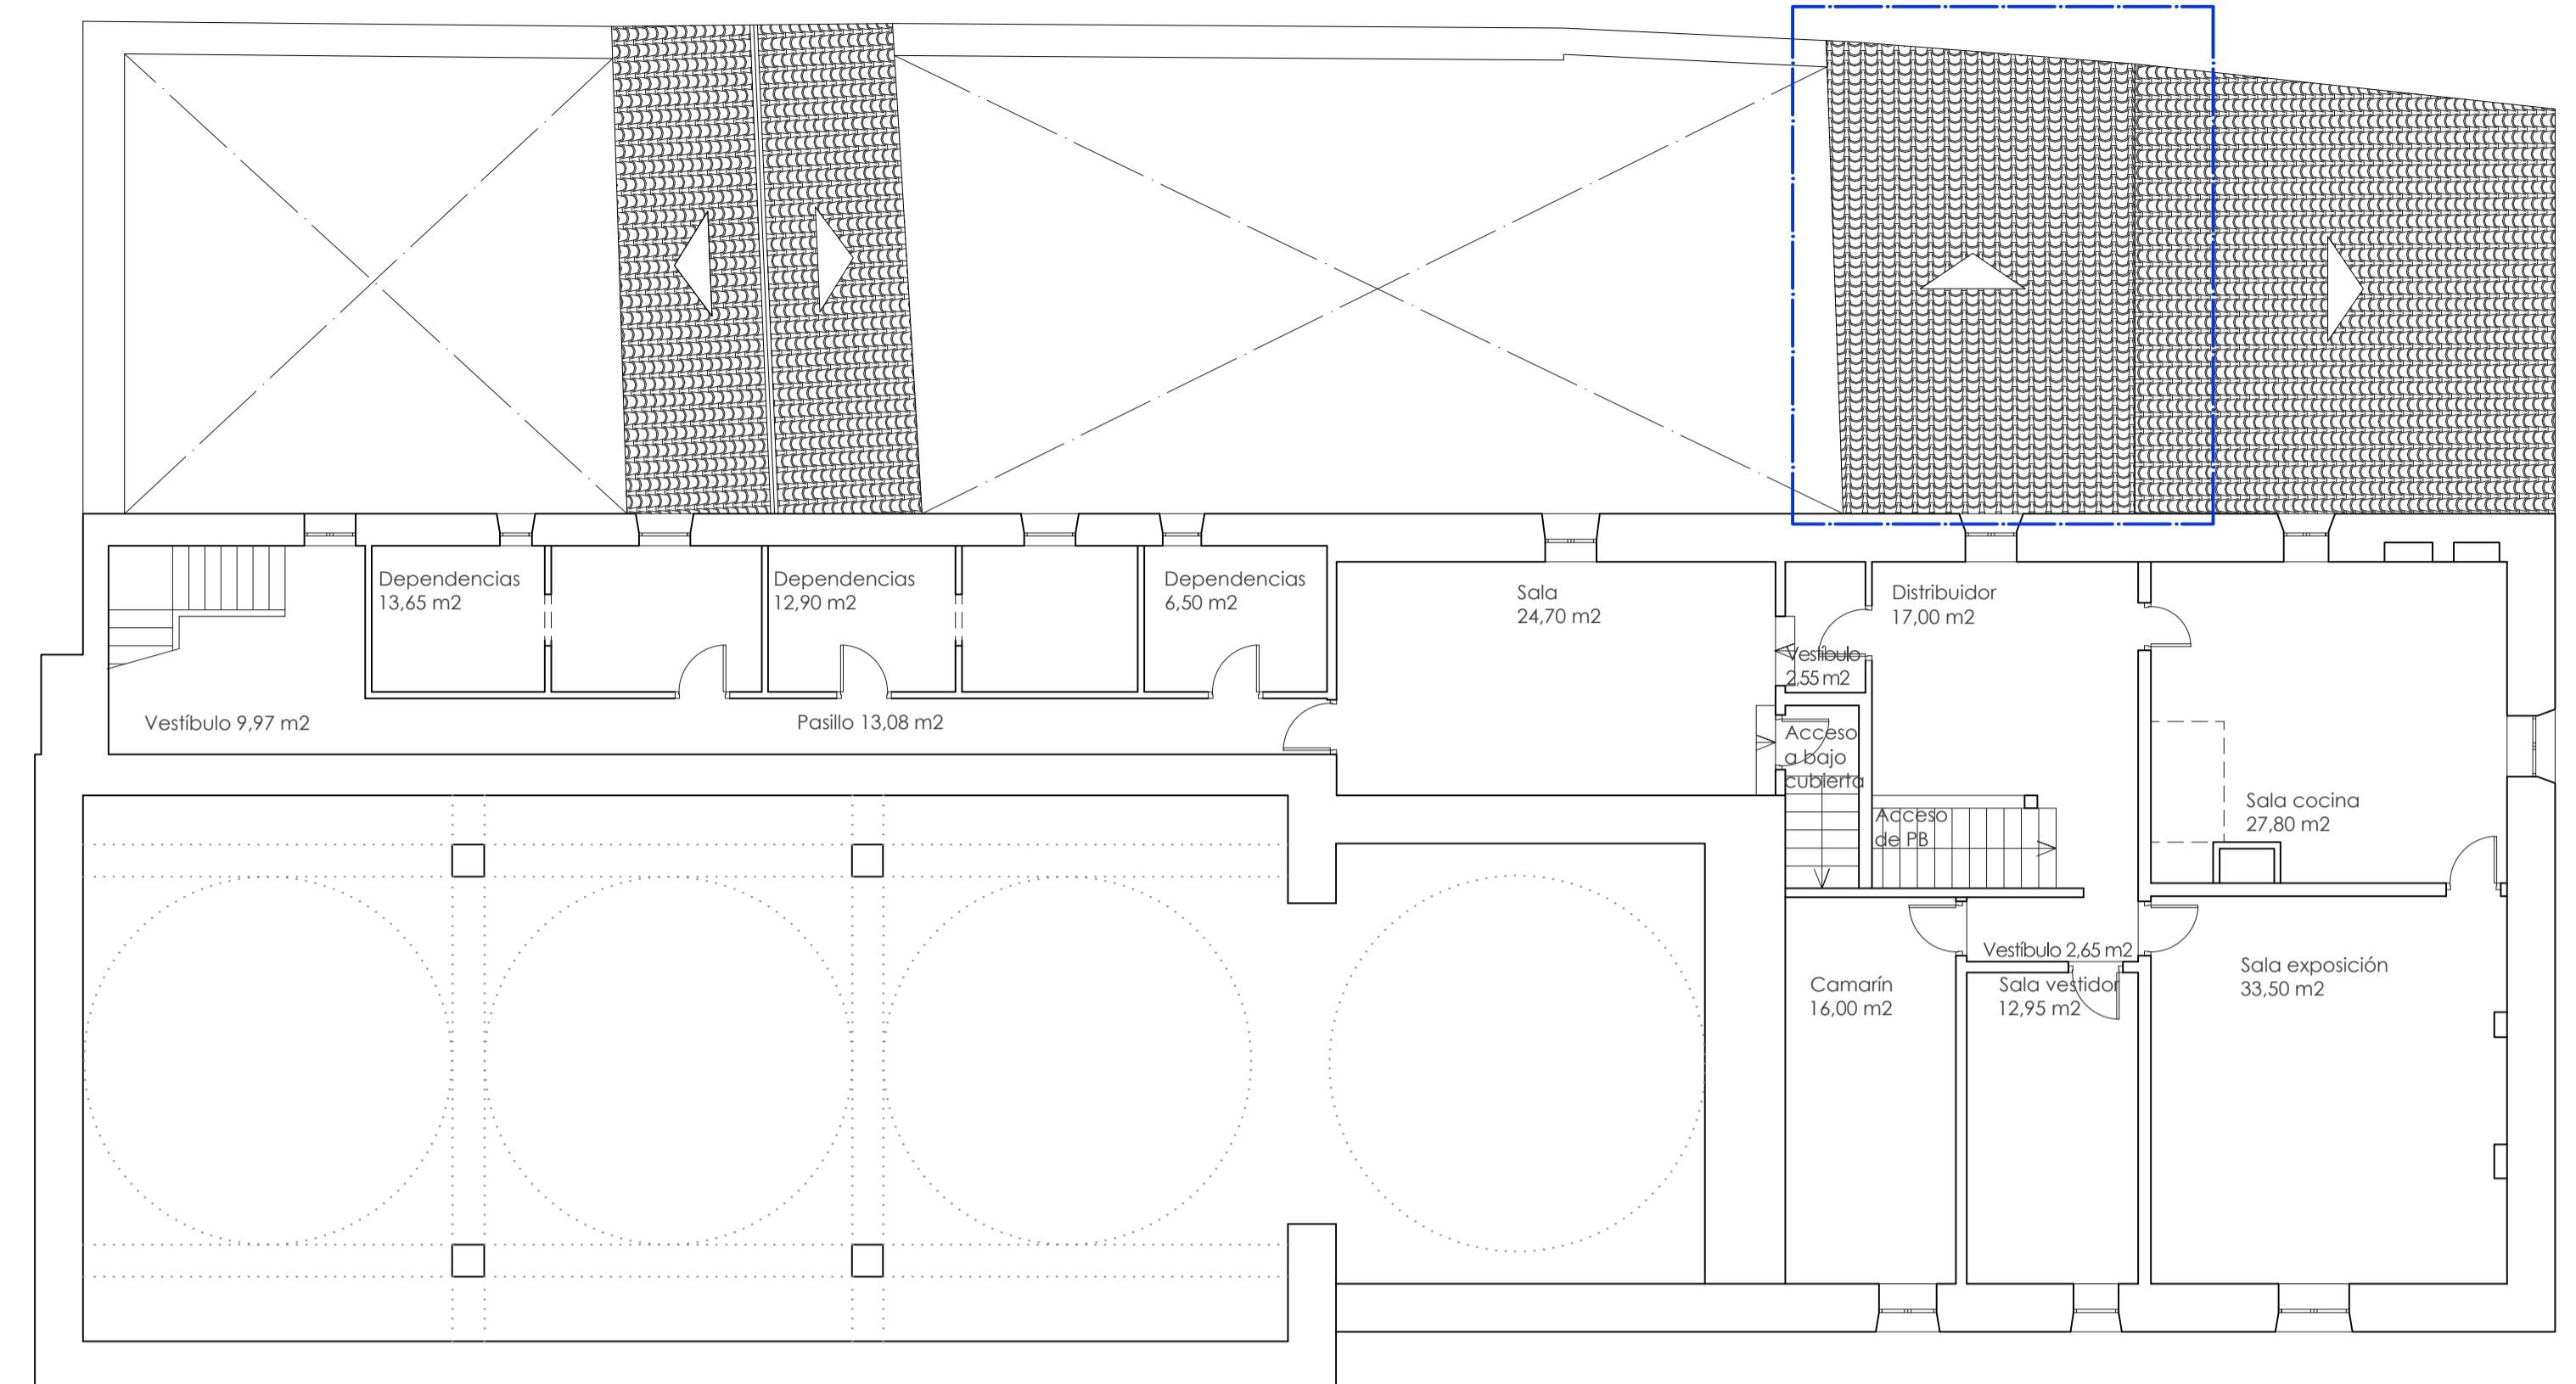 Dependencias
13,65 m2
Dependencias
12,90 m2
Dependencias
6,50 m2
Sala
24,70 m2
Distribuidor
17,00 m2
Vestíbulo
2,55 m2
Vestíbulo 9,97 m2
Pasillo 13,08 m2
Acceso
a bajo
cubierta
Acceso
de PB
Sala cocina
27,80 m2
Vestíbulo 2,65 m2
Sala exposición
33,50 m2
Camarín
16,00 m2
Sala vestidor
12,95 m2